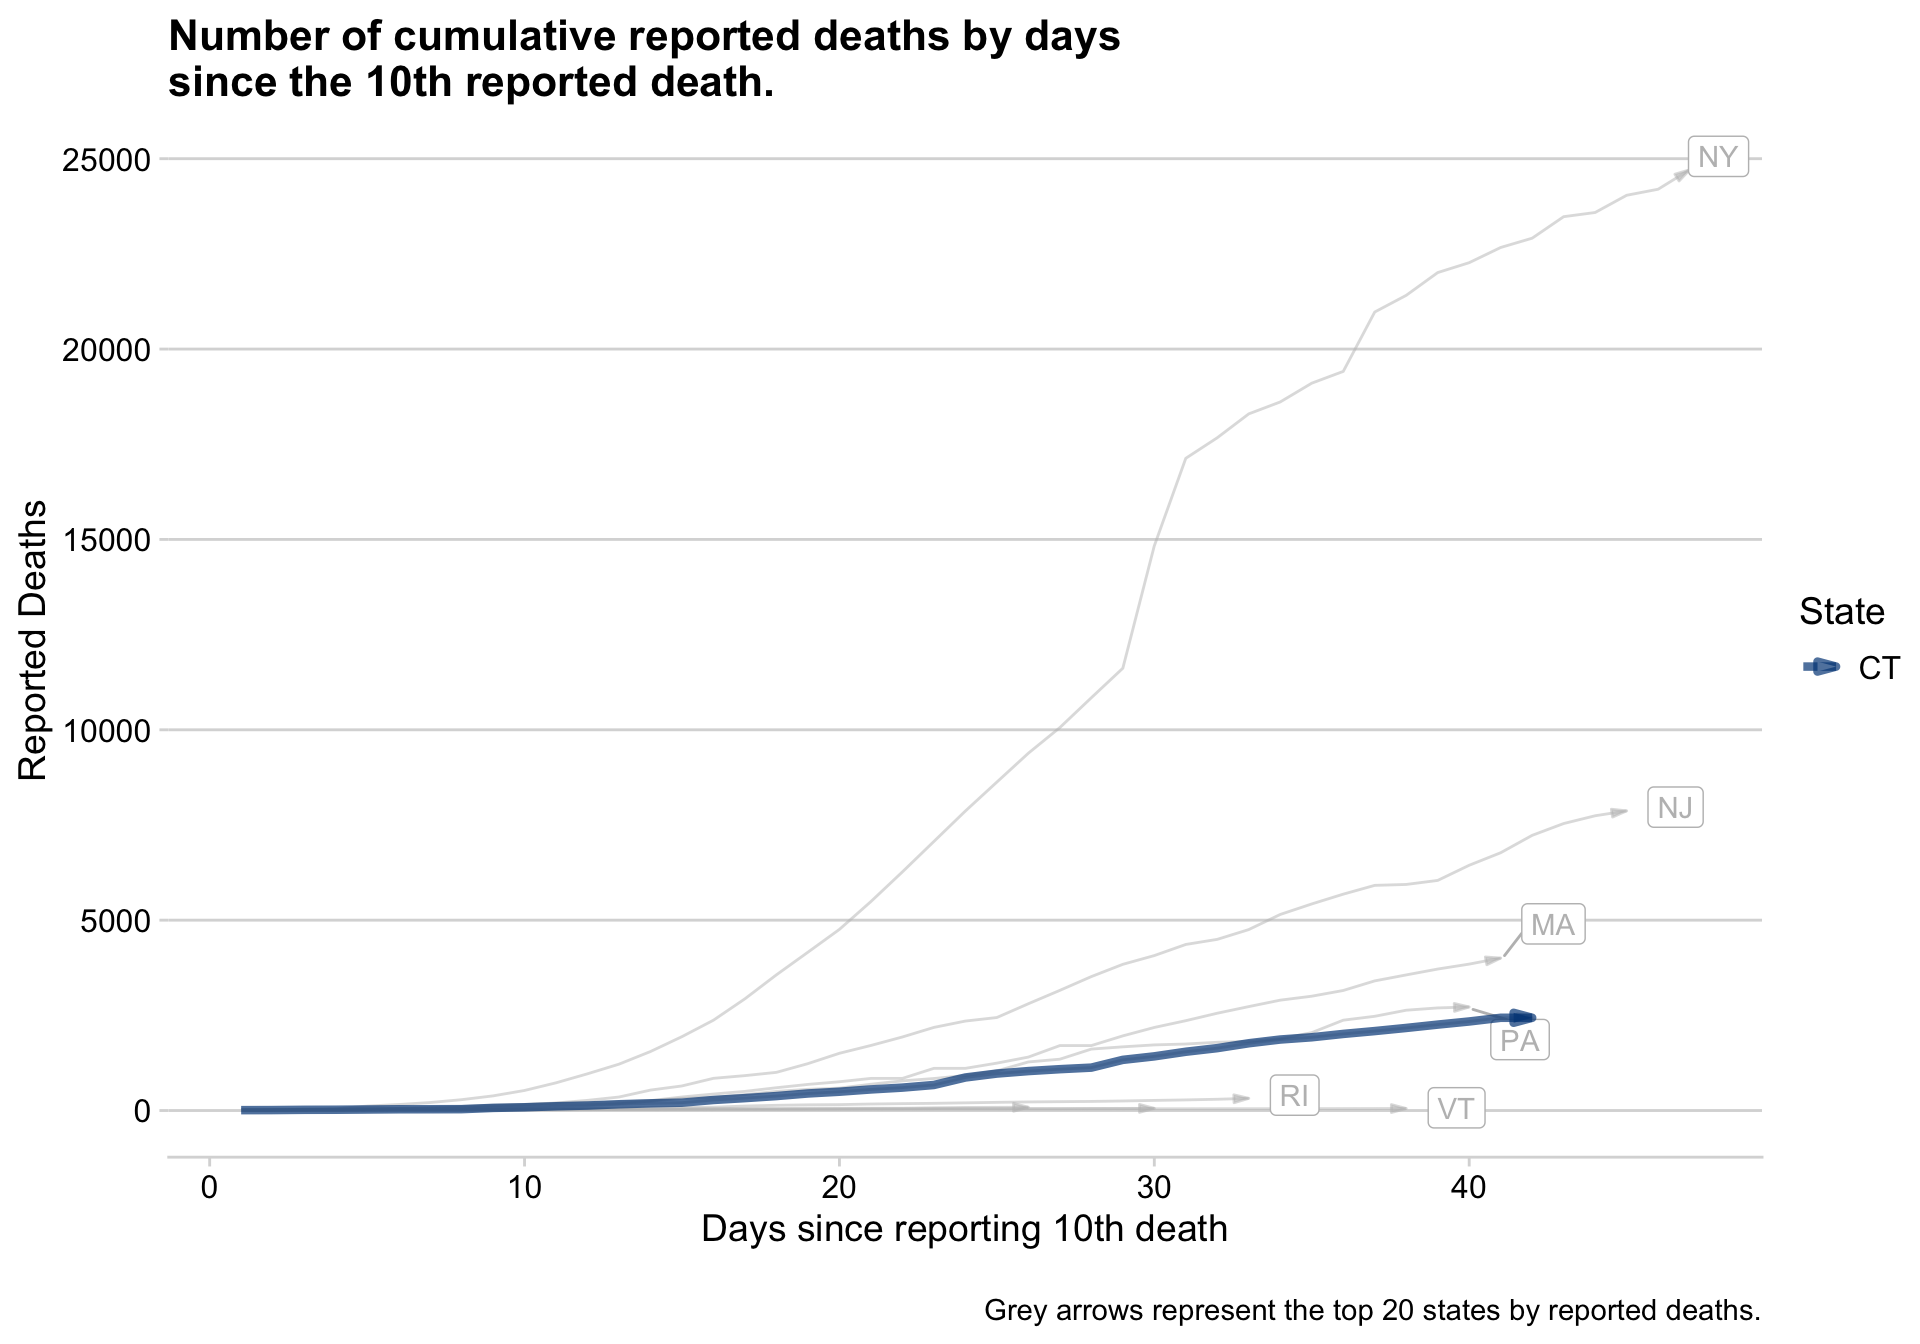 Number of cumulative reported deaths by days
since the 10th reported death.
25000
20000
15000
10000
5000
0
Reported Deaths
NY
NJ
MA
PA
RI
VT
State
CT
0
10
20
30
40
Days since reporting 10th death
Grey arrows represent the top 20 states by reported deaths.